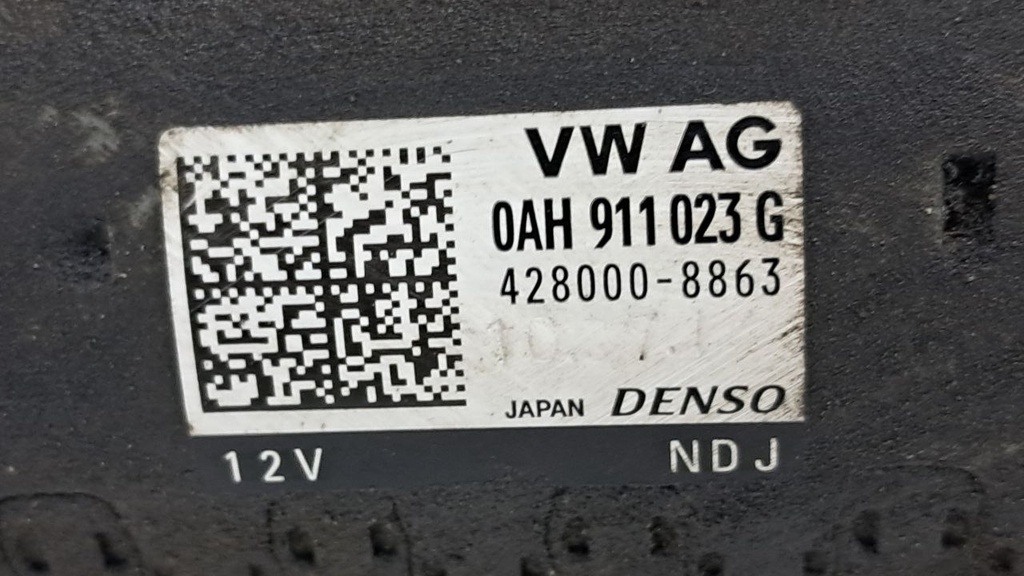 VW AG
0AH 911 023 G
428000-8863
JAPAN DENSO
12V NDJ